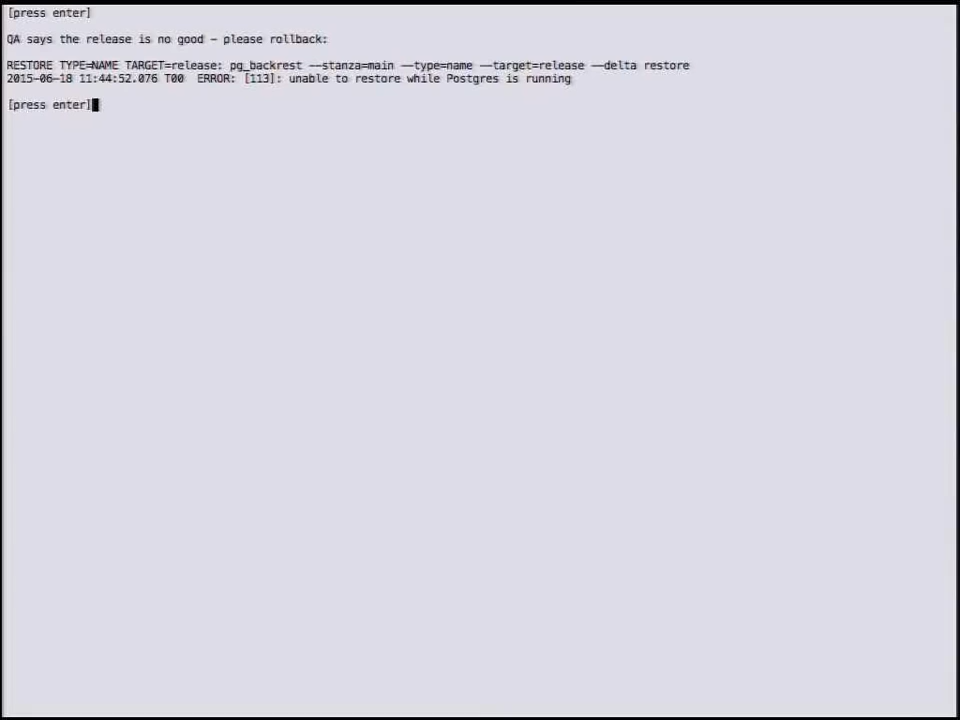 [press enter]
QA says the release is no good - please rollback:
RESTORE TYPE=NAME TARGET=release: pg_backrest --stanza=main --type=name --target=release --delta restore
2015-06-18 11:44:52.076 T00  ERROR: [113]: unable to restore while Postgres is running
[press enter]